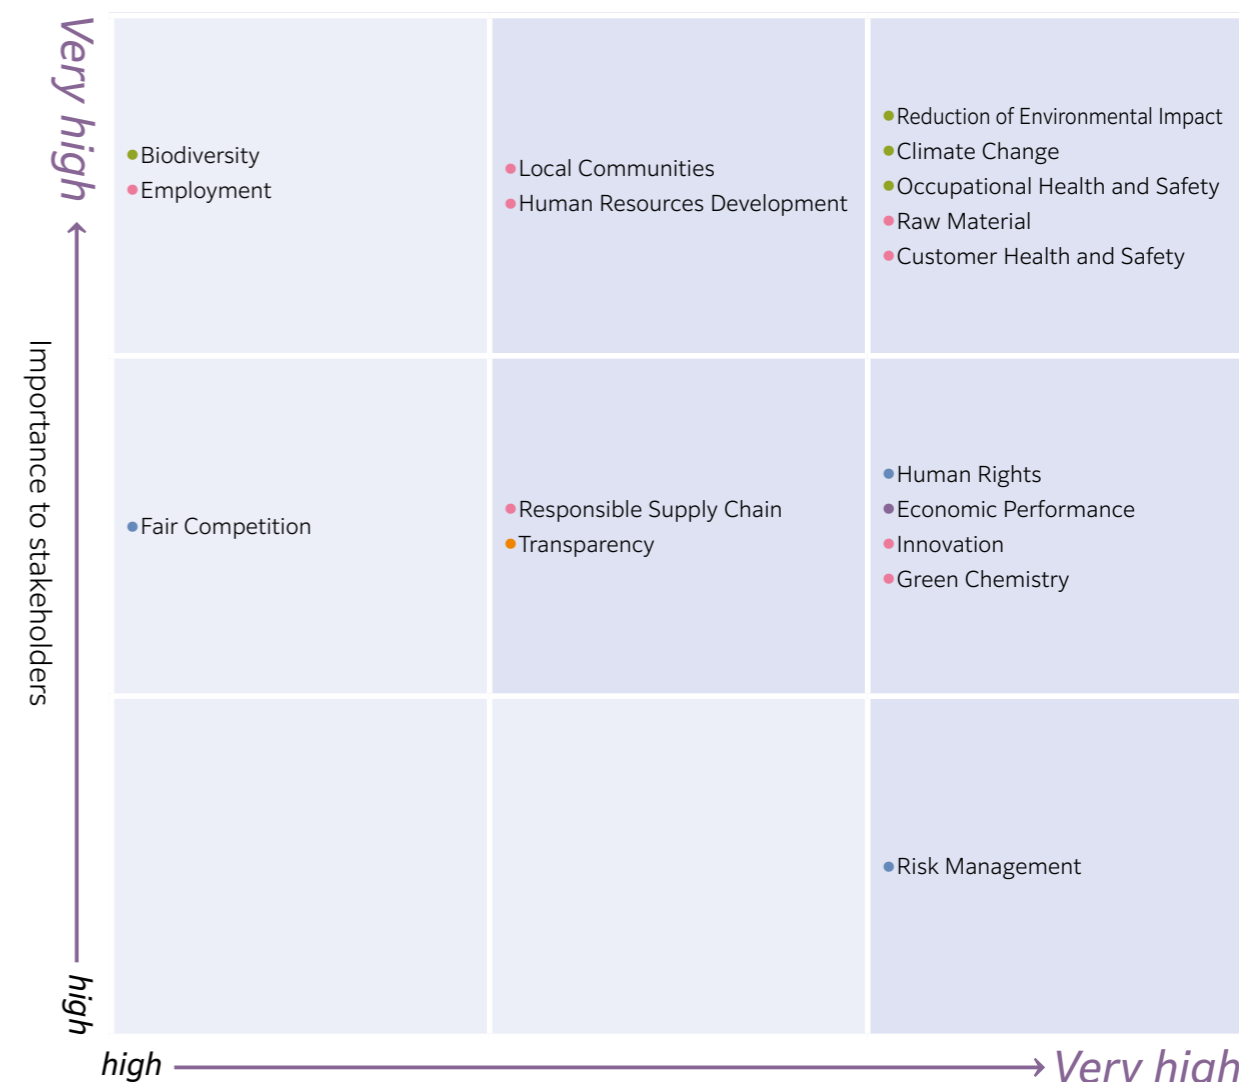 Very high
Importance to stakeholders
high
Biodiversity
Employment
Local Communities
Human Resources Development
Reduction of Environmental Impact
Climate Change
Occupational Health and Safety
Raw Material
Customer Health and Safety
Fair Competition
Responsible Supply Chain
Transparency
Human Rights
Economic Performance
Innovation
Green Chemistry
Risk Management
high
Very high